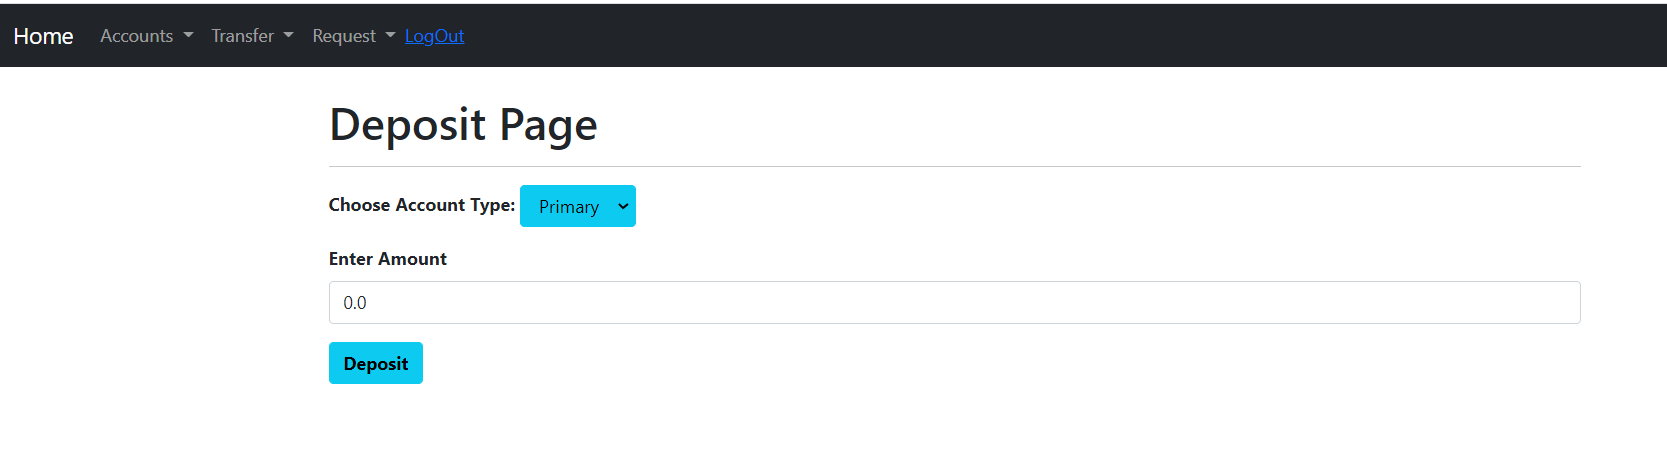 Home Accounts Transfer Request LogOut
Deposit Page
Choose Account Type: Primary
Enter Amount
0.0
Deposit